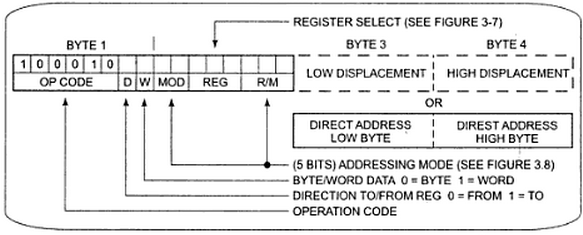 REGISTER SELECT (SEE FIGURE 3-7)
BYTE 1
BYTE 3
BYTE 4
1 0 0 0 1 0
OP CODE
D
W
MOD
REG
R/M
LOW DISPLACEMENT
HIGH DISPLACEMENT
OR
DIRECT ADDRESS
LOW BYTE
DIREST ADDRESS
HIGH BYTE
(5 BITS) ADDRESSING MODE (SEE FIGURE 3.8)
BYTE/WORD DATA 0 = BYTE 1 = WORD
DIRECTION TO/FROM REG 0 = FROM 1 = TO
OPERATION CODE